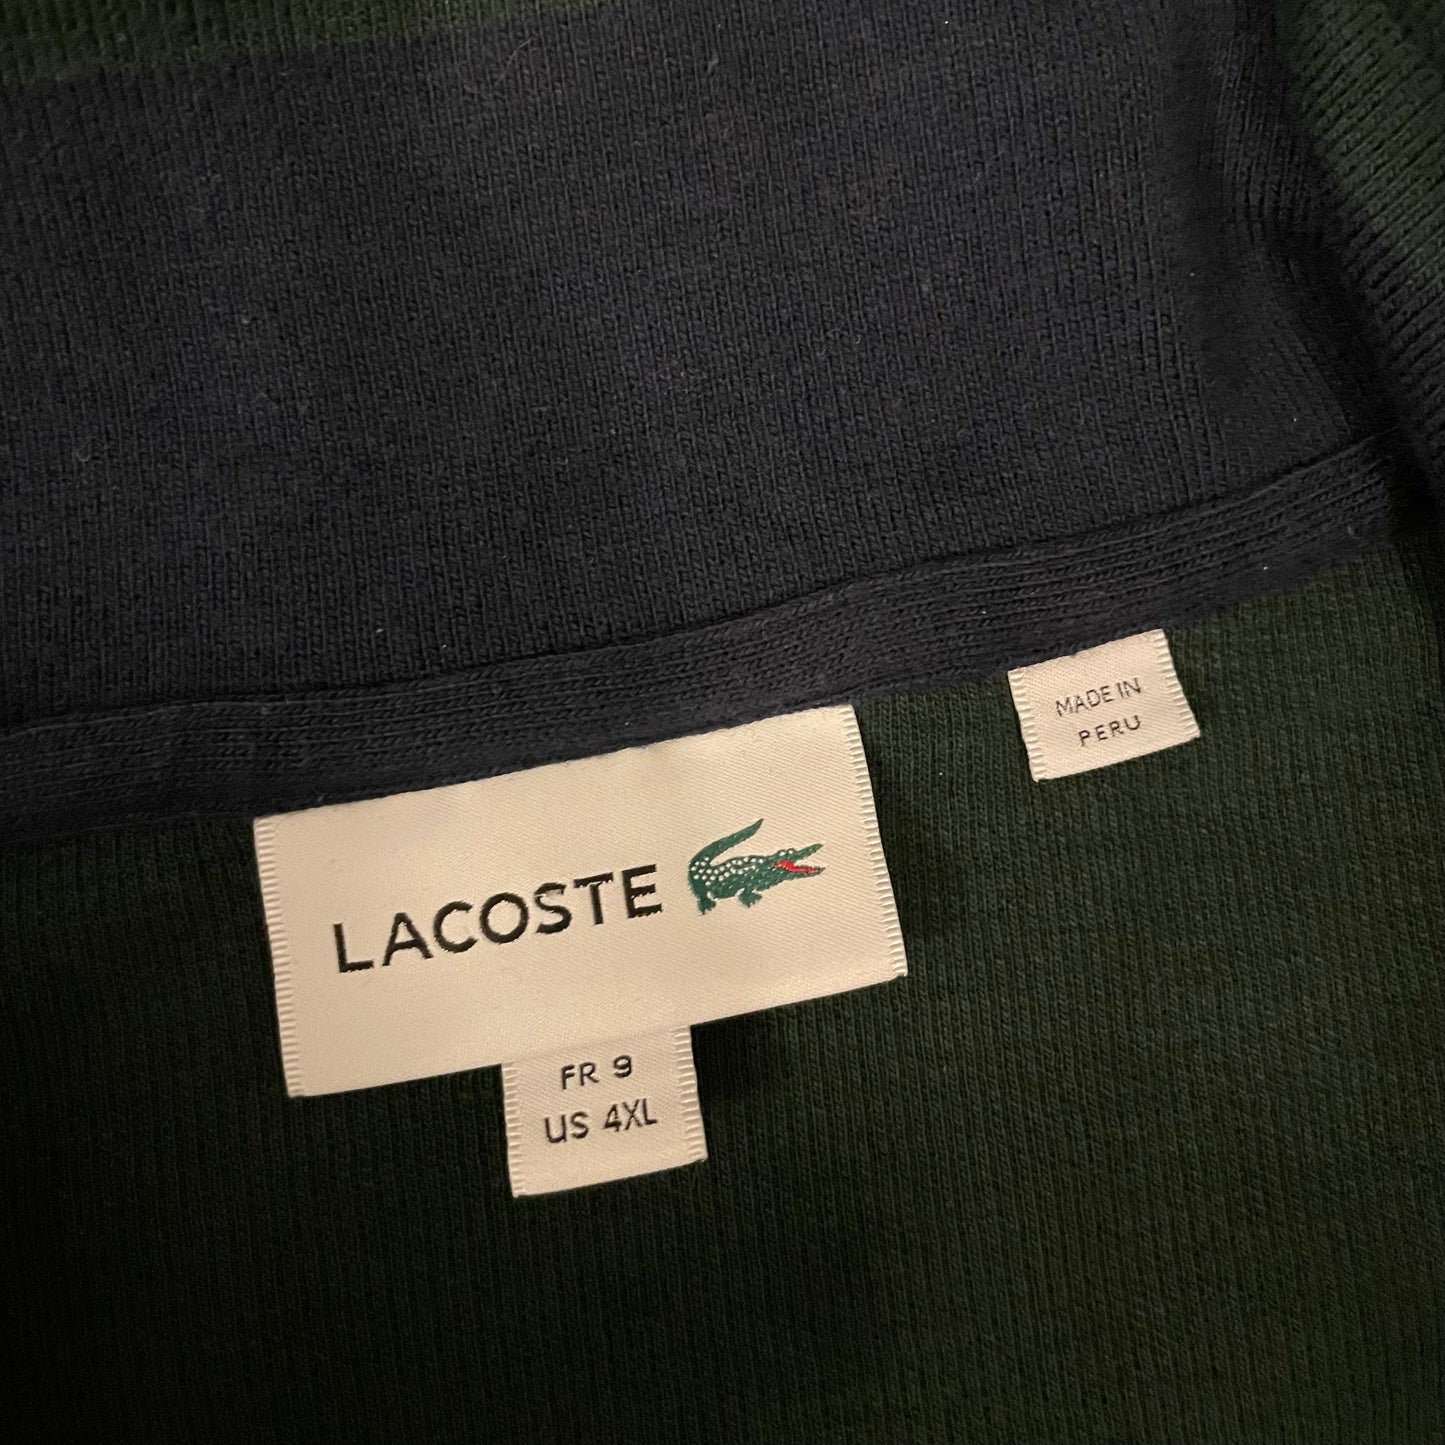 MADE IN
PERU
LACOSTE
FR 9
US 4XL